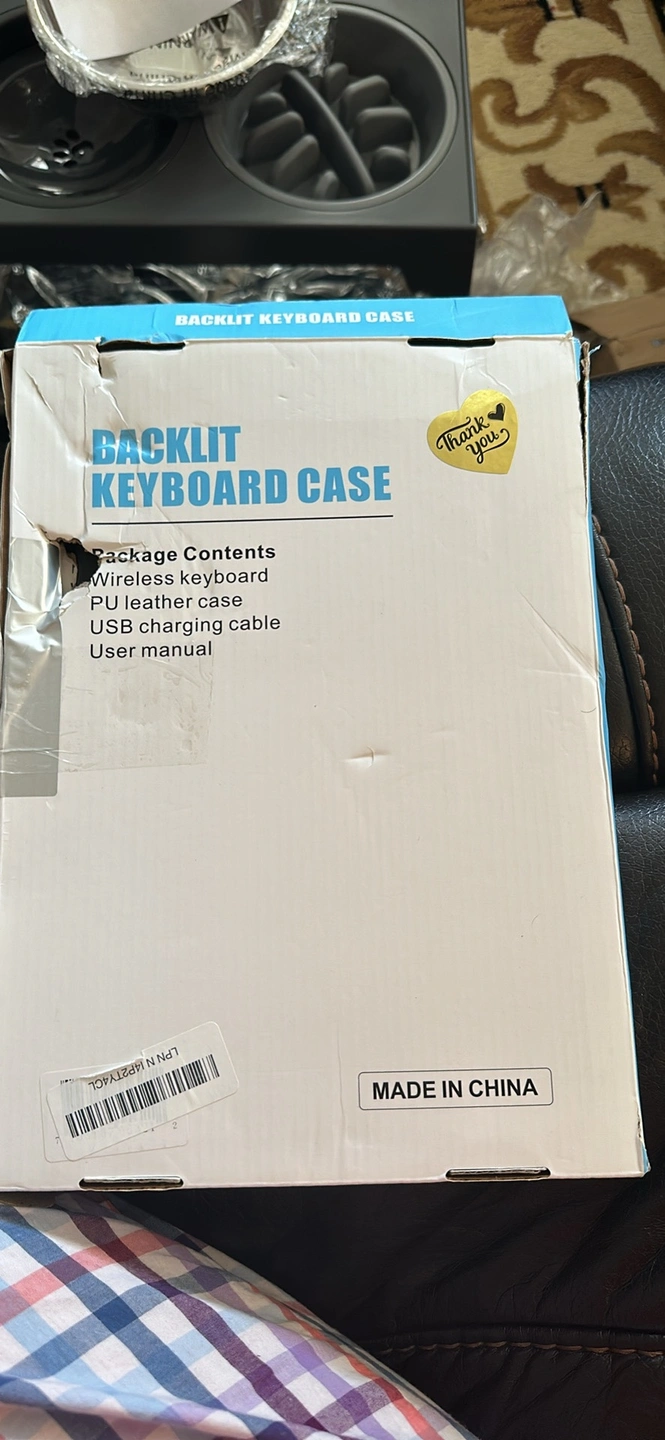 WARNING
BACKLIT KEYBOARD CASE
Thank
you
BACKLIT
KEYBOARD CASE
Package Contents
Wireless keyboard
PU leather case
USB charging cable
User manual
MADE IN CHINA